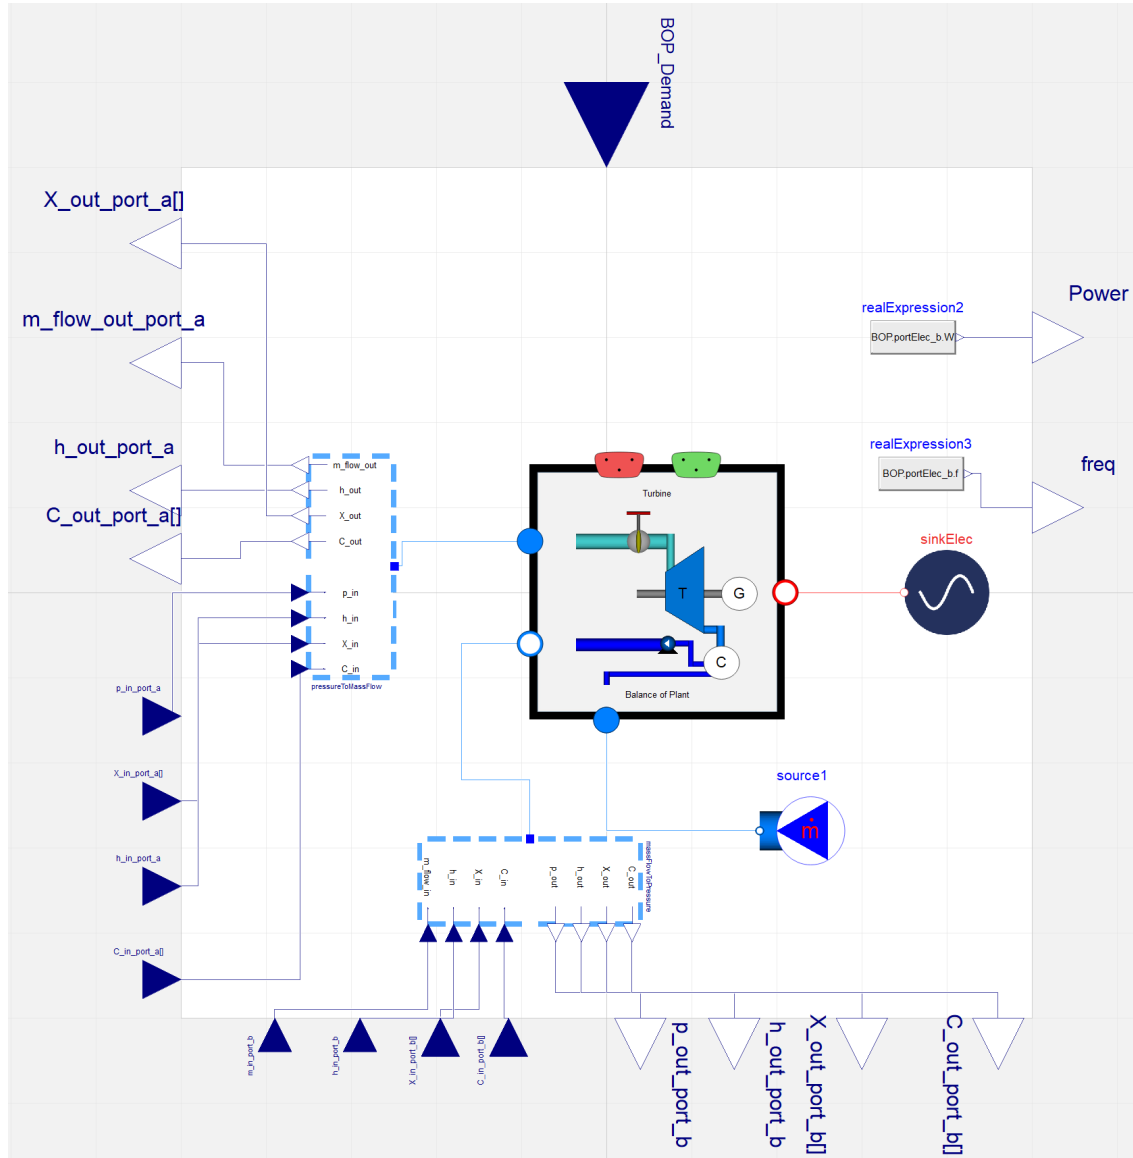 BOP_Demand
X_out_port_a[]
m_flow_out_port_a
h_out_port_a
C_out_port_a[]
realExpression2
BOP.portElec_b.W
Power
realExpression3
BOP.portElec_b.f
freq
m_flow_out
h_out
X_out
C_out
p_in
h_in
X_in
C_in
pressureToMassFlow
Turbine
T
G
C
Balance of Plant
sinkElec
p_in_port_a
X_in_port_a[]
h_in_port_a
C_in_port_a[]
source1
ṁ
m_flow_in
h_in
X_in
C_in
p_out
h_out
X_out
C_out
massFlowToPressure
m_in_port_b
h_in_port_b
X_in_port_b[]
C_in_port_b[]
p_out_port_b
h_out_port_b
X_out_port_b[]
C_out_port_b[]